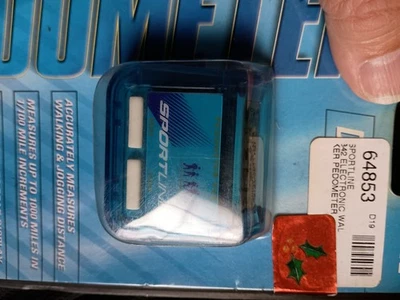 DOMETER
SPORTLINE
ACCURATELY MEASURES
WALKING & JOGGING DISTANCE
MEASURES UP TO 1000 MILES IN
1/100 MILE INCREMENTS
64853 D19
SPORTLINE
342 ELECTRONIC WAL
KER PEDOMETER